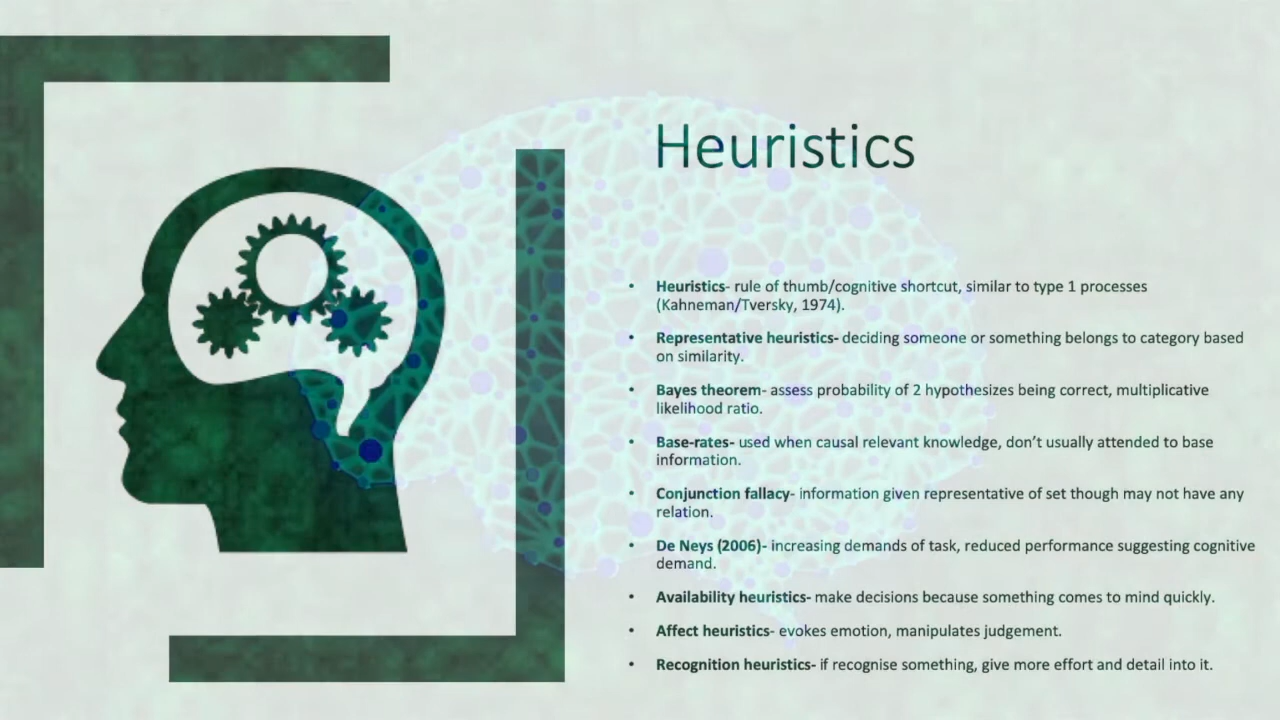 Heuristics
• Heuristics- rule of thumb/cognitive shortcut, similar to type 1 processes
(Kahneman/Tversky, 1974).
• Representative heuristics- deciding someone or something belongs to category based
on similarity.
• Bayes theorem- assess probability of 2 hypothesizes being correct, multiplicative
likelihood ratio.
• Base-rates- used when causal relevant knowledge, don’t usually attended to base
information.
• Conjunction fallacy- information given representative of set though may not have any
relation.
• De Neys (2006)- increasing demands of task, reduced performance suggesting cognitive
demand.
• Availability heuristics- make decisions because something comes to mind quickly.
• Affect heuristics- evokes emotion, manipulates judgement.
• Recognition heuristics- if recognise something, give more effort and detail into it.